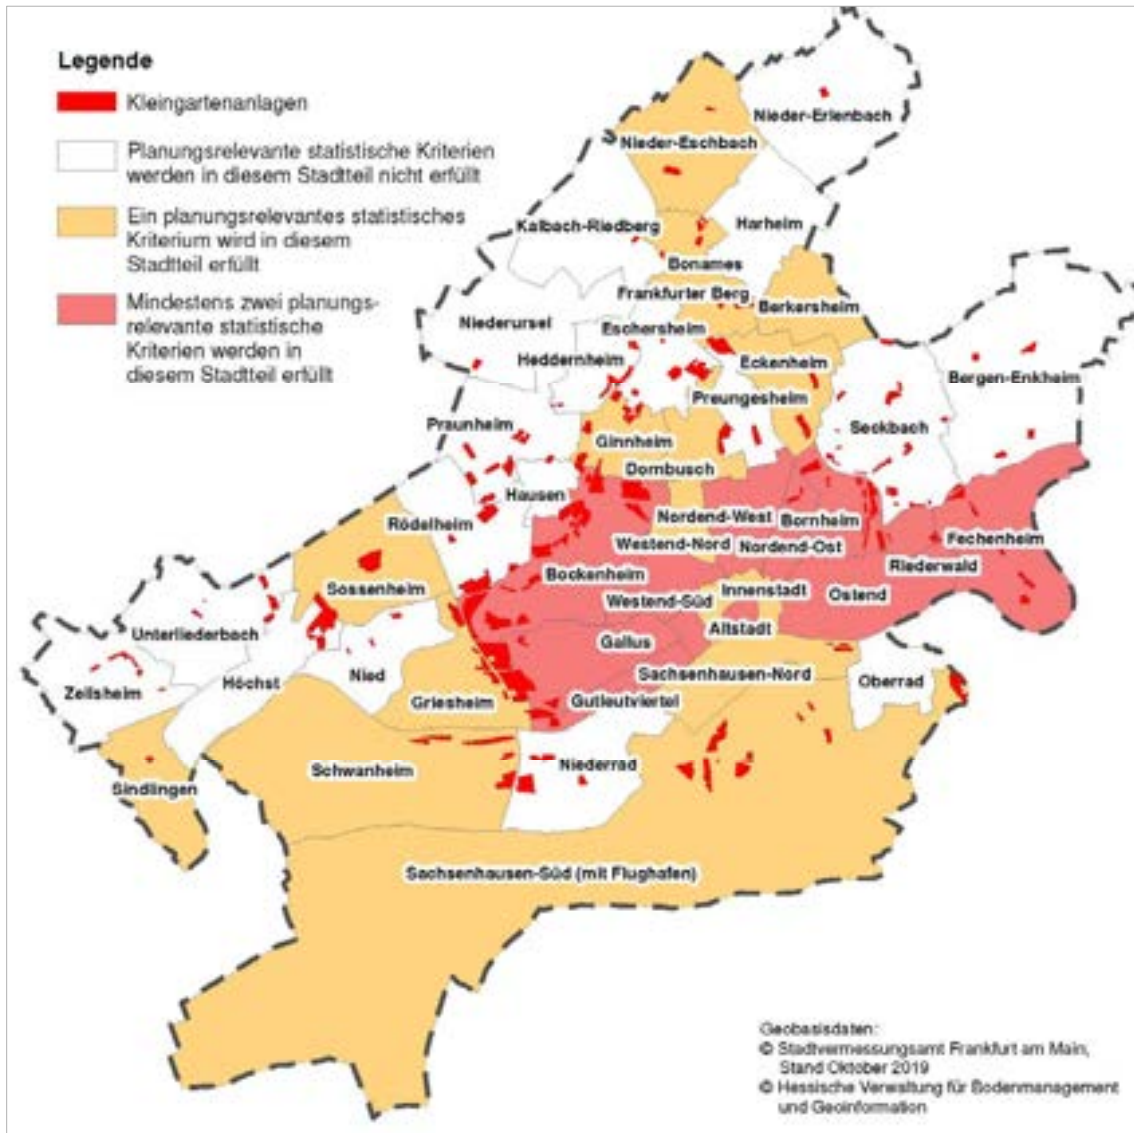 Legende
Kleingartenanlagen
Planungsrelevante statistische Kriterien
werden in diesem Stadtteil nicht erfüllt
Ein planungsrelevantes statistisches
Kriterium wird in diesem
Stadtteil erfüllt
Mindestens zwei planungs-
relevante statistische
Kriterien werden in
diesem Stadtteil erfüllt
Nieder-Erlenbach
Nieder-Eschbach
Kalbach-Riedberg
Harheim
Bonames
Frankfurter Berg
Berkersheim
Niederursel
Eschersheim
Heddernheim
Eckenheim
Bergen-Enkheim
Preungesheim
Praunheim
Seckbach
Ginnheim
Dornbusch
Hausen
Rödelheim
Nordend-West
Bornheim
Westend-Nord
Nordend-Ost
Fechenheim
Riederwald
Bockenheim
Sossenheim
Innenstadt
Ostend
Westend-Süd
Altstadt
Unterliederbach
Gallus
Nied
Sachsenhausen-Nord
Oberrad
Höchst
Zeilsheim
Griesheim
Gutleutviertel
Niederrad
Schwanheim
Sindlingen
Sachsenhausen-Süd (mit Flughafen)
Geobasisdaten:
© Stadtvermessungsamt Frankfurt am Main,
Stand Oktober 2019
© Hessische Verwaltung für Bodenmanagement
und Geoinformation